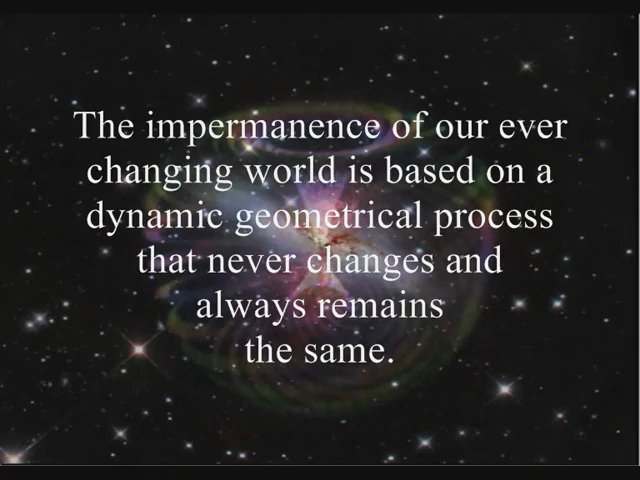 The impermanence of our ever
changing world is based on a
dynamic geometrical process
that never changes and
always remains
the same.